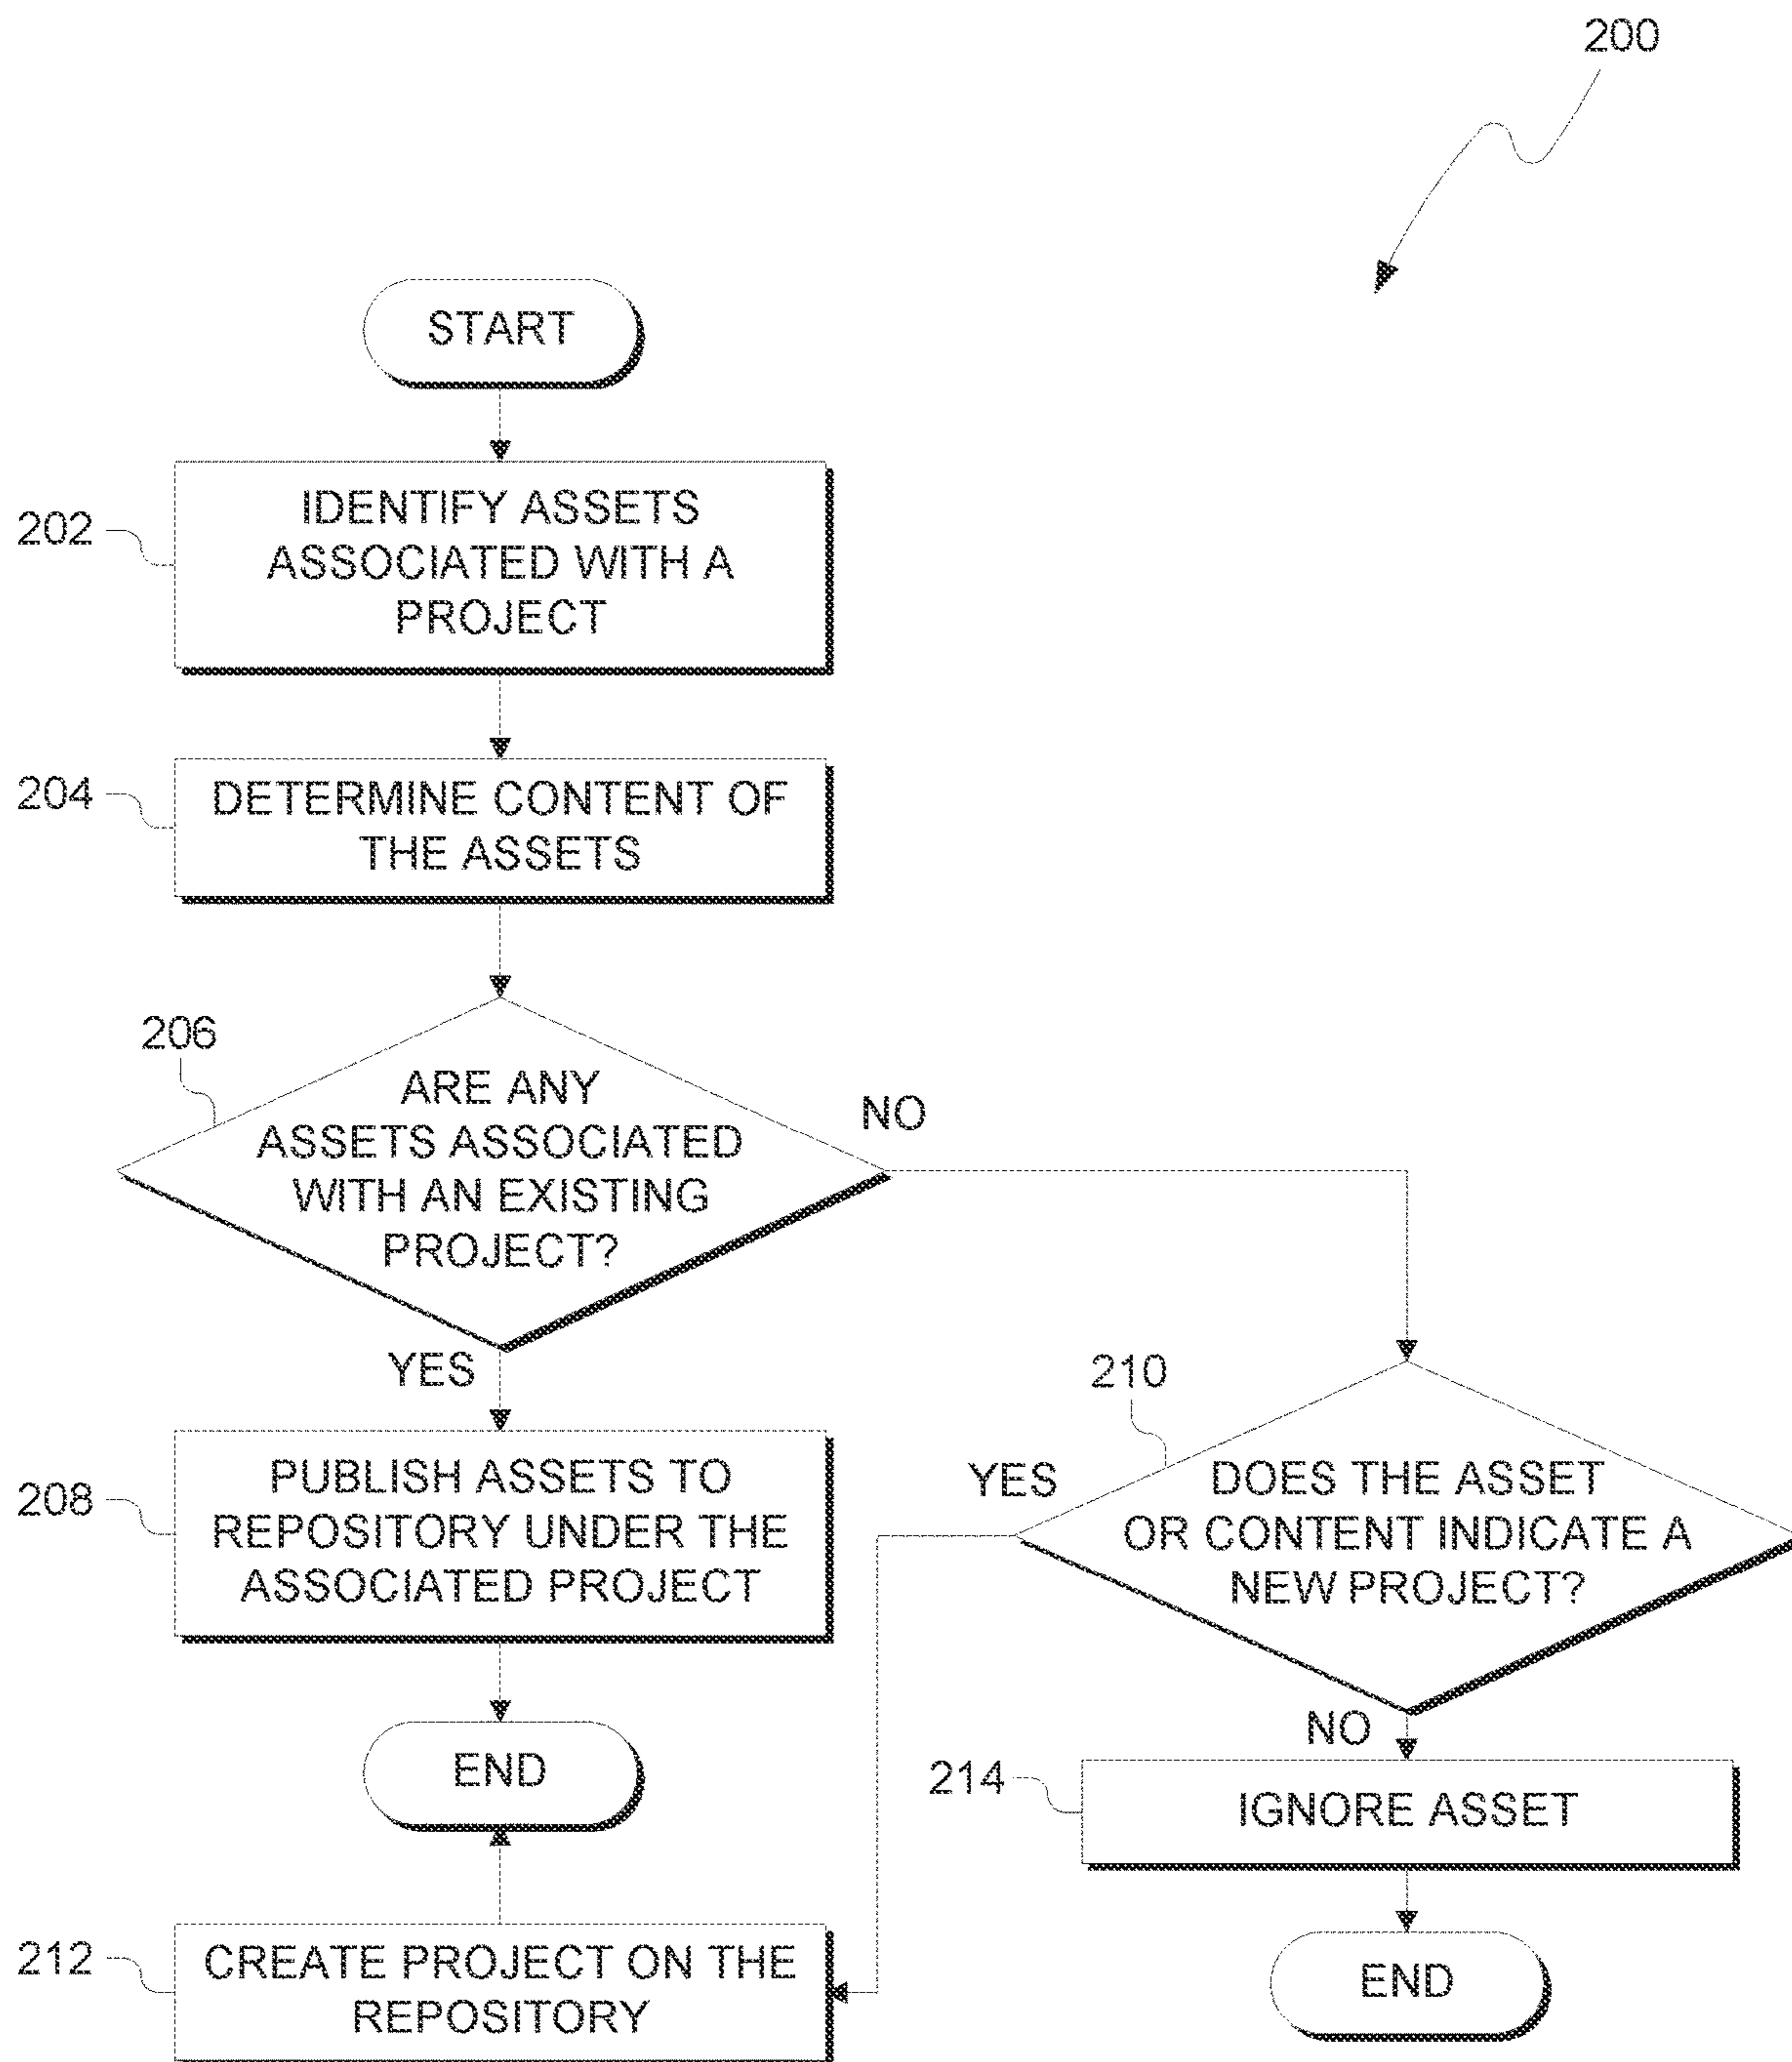 200
START
202
IDENTIFY ASSETS
ASSOCIATED WITH A
PROJECT
204
DETERMINE CONTENT OF
THE ASSETS
206
ARE ANY
ASSETS ASSOCIATED
WITH AN EXISTING
PROJECT?
NO
YES
208
PUBLISH ASSETS TO
REPOSITORY UNDER THE
ASSOCIATED PROJECT
END
210
YES
DOES THE ASSET
OR CONTENT INDICATE A
NEW PROJECT?
NO
214
IGNORE ASSET
END
212
CREATE PROJECT ON THE
REPOSITORY